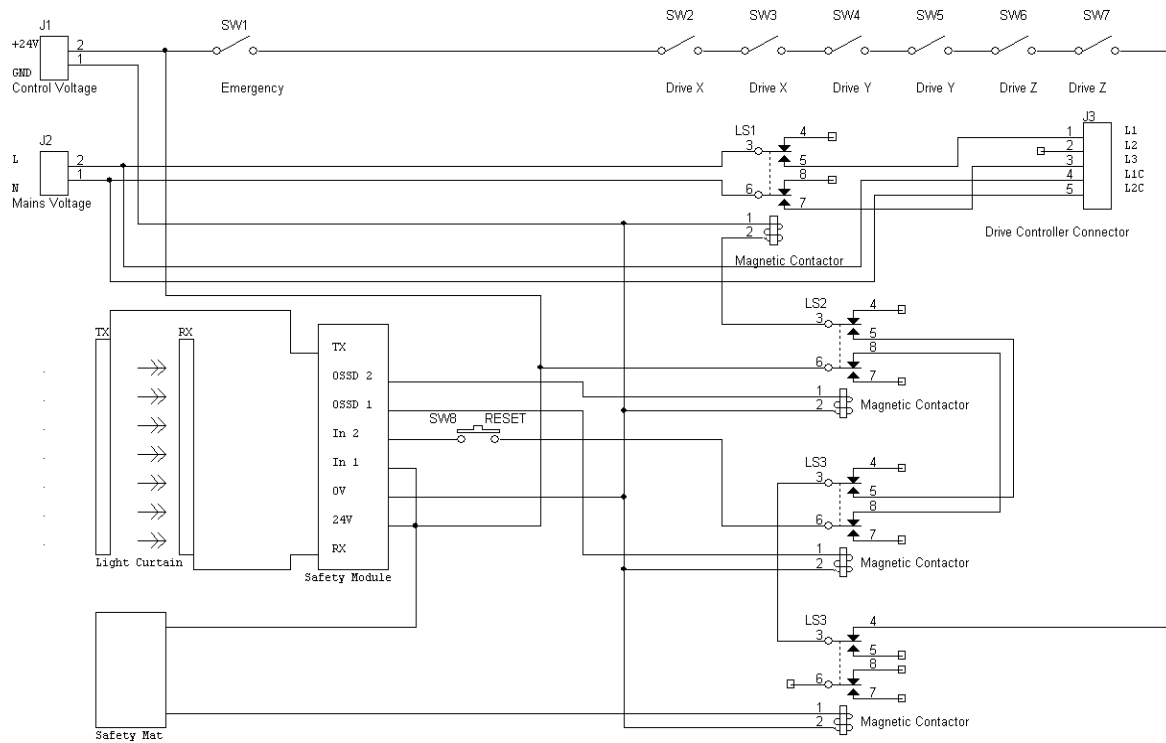 J1
+24V
2
1
GND
Control Voltage
SW1
Emergency
SW2
Drive X
SW3
Drive X
SW4
Drive Y
SW5
Drive Y
SW6
Drive Z
SW7
Drive Z
J2
L
2
1
N
Mains Voltage
LS1
4
3
5
8
6
7
1
2
Magnetic Contactor
J3
1 L1
2 L2
3 L3
4 L1C
5 L2C
Drive Controller Connector
TX
RX
Light Curtain
TX
OSSD 2
OSSD 1
In 2
In 1
0V
24V
RX
Safety Module
SW8
RESET
LS2
4
3
5
8
6
7
1
2
Magnetic Contactor
LS3
4
3
5
8
6
7
1
2
Magnetic Contactor
LS3
4
3
5
8
6
7
1
2
Magnetic Contactor
Safety Mat